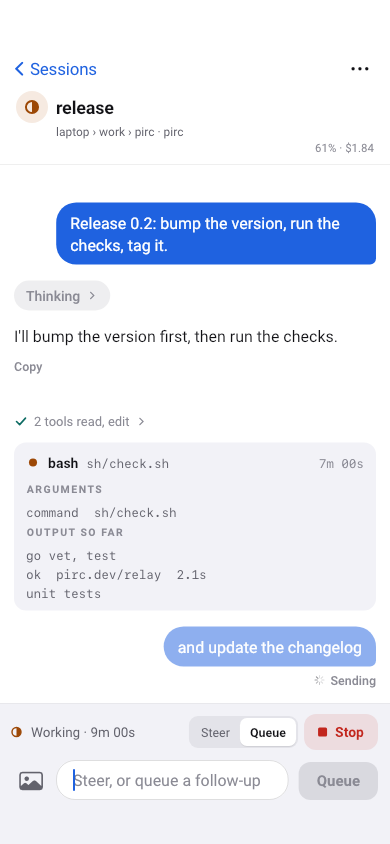 Sessions
release
laptop › work › pirc · pirc
61% · $1.84
Release 0.2: bump the version, run the
checks, tag it.
Thinking
I'll bump the version first, then run the checks.
Copy
2 tools read, edit
bash sh/check.sh 7m 00s
ARGUMENTS
command sh/check.sh
OUTPUT SO FAR
go vet, test
ok pirc.dev/relay 2.1s
unit tests
and update the changelog
Sending
Working · 9m 00s
Steer
Queue
Stop
Steer, or queue a follow-up
Queue